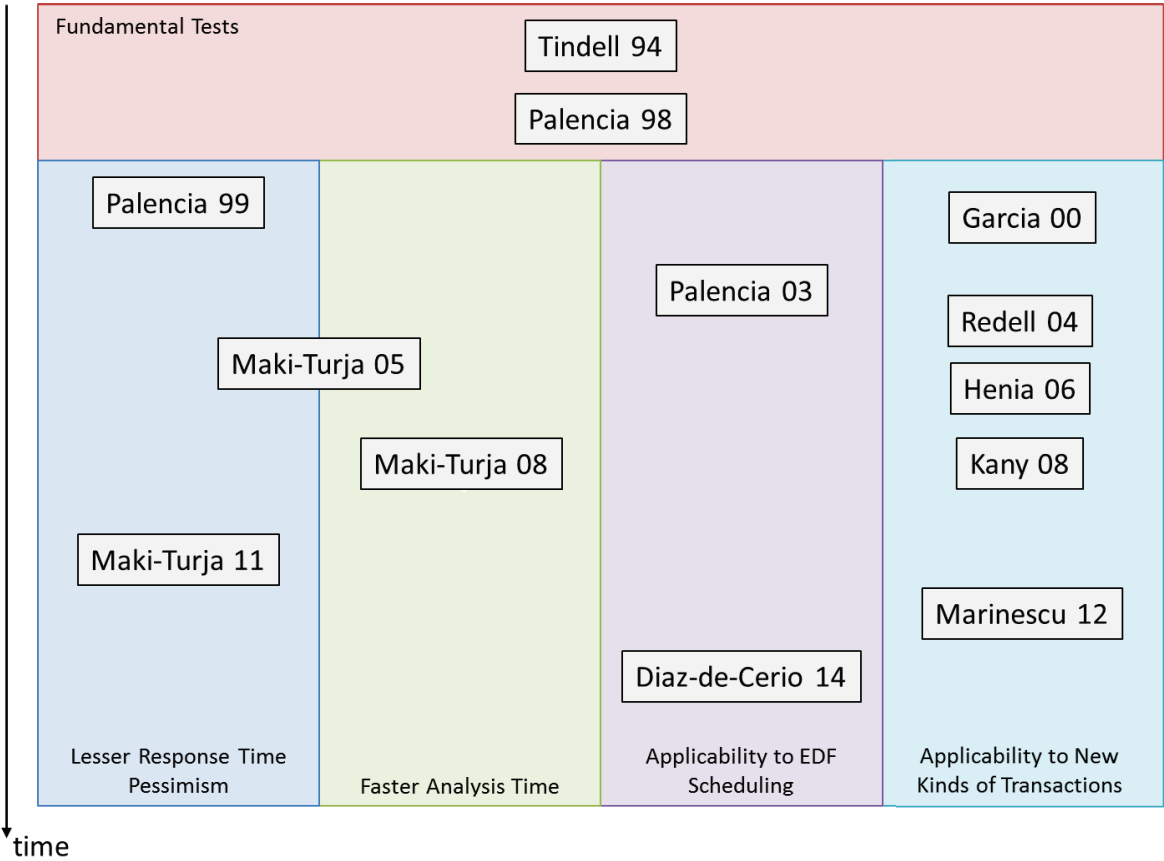 Fundamental Tests
Tindell 94
Palencia 98
Palencia 99
Garcia 00
Palencia 03
Redell 04
Maki-Turja 05
Henia 06
Maki-Turja 08
Kany 08
Maki-Turja 11
Marinescu 12
Diaz-de-Cerio 14
Lesser Response Time
Pessimism
Faster Analysis Time
Applicability to EDF
Scheduling
Applicability to New
Kinds of Transactions
time